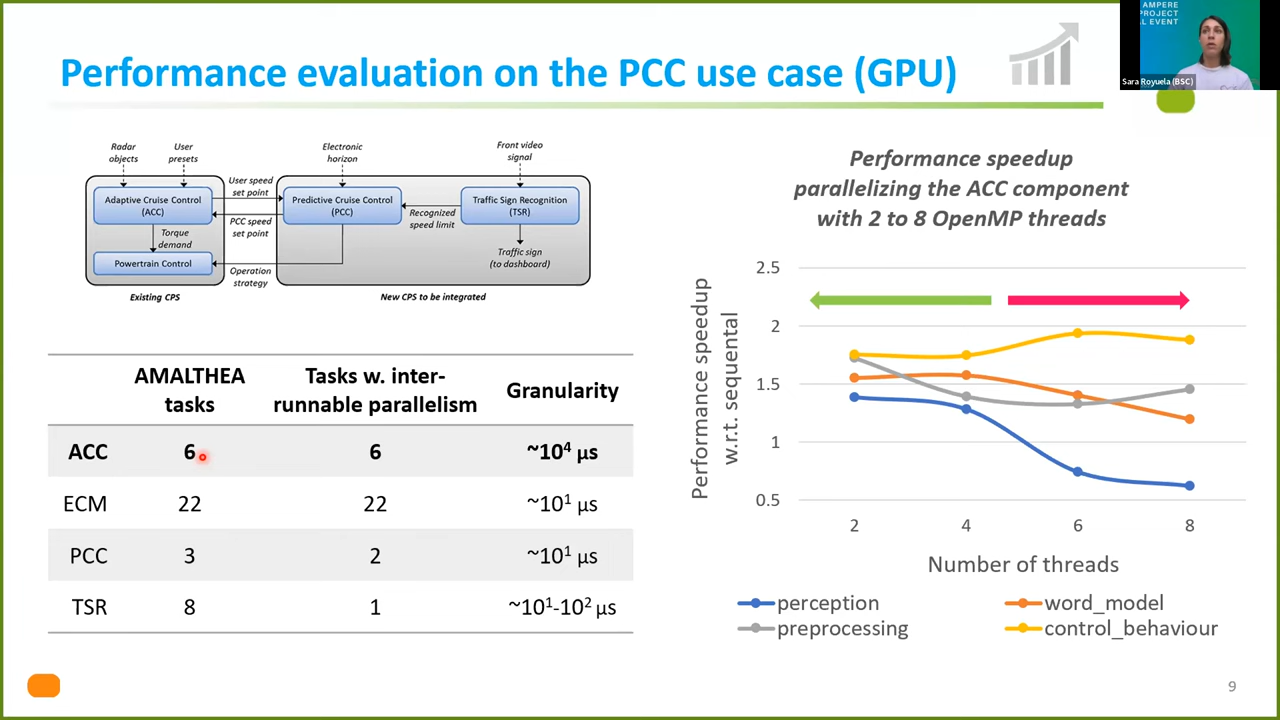 AMPERE
PROJECT
L EVENT
Sara Royuela (BSC)
Performance evaluation on the PCC use case (GPU)
Radar
objects
User
presets
Electronic
horizon
Front video
signal
Adaptive Cruise Control
(ACC)
User speed
set point
PCC speed
set point
Predictive Cruise Control
(PCC)
Recognized
speed limit
Traffic Sign Recognition
(TSR)
Torque
demand
Powertrain Control
Operation
strategy
Traffic sign
(to dashboard)
Existing CPS
New CPS to be integrated
AMALTHEA
tasks
Tasks w. inter-
runnable parallelism
Granularity
ACC 6 6 ~10⁴ µs
ECM 22 22 ~10¹ µs
PCC 3 2 ~10¹ µs
TSR 8 1 ~10¹-10² µs
Performance speedup
parallelizing the ACC component
with 2 to 8 OpenMP threads
Performance speedup
w.r.t. sequental
2.5
2
1.5
1
0.5
2 4 6 8
Number of threads
perception word_model
preprocessing control_behaviour
9